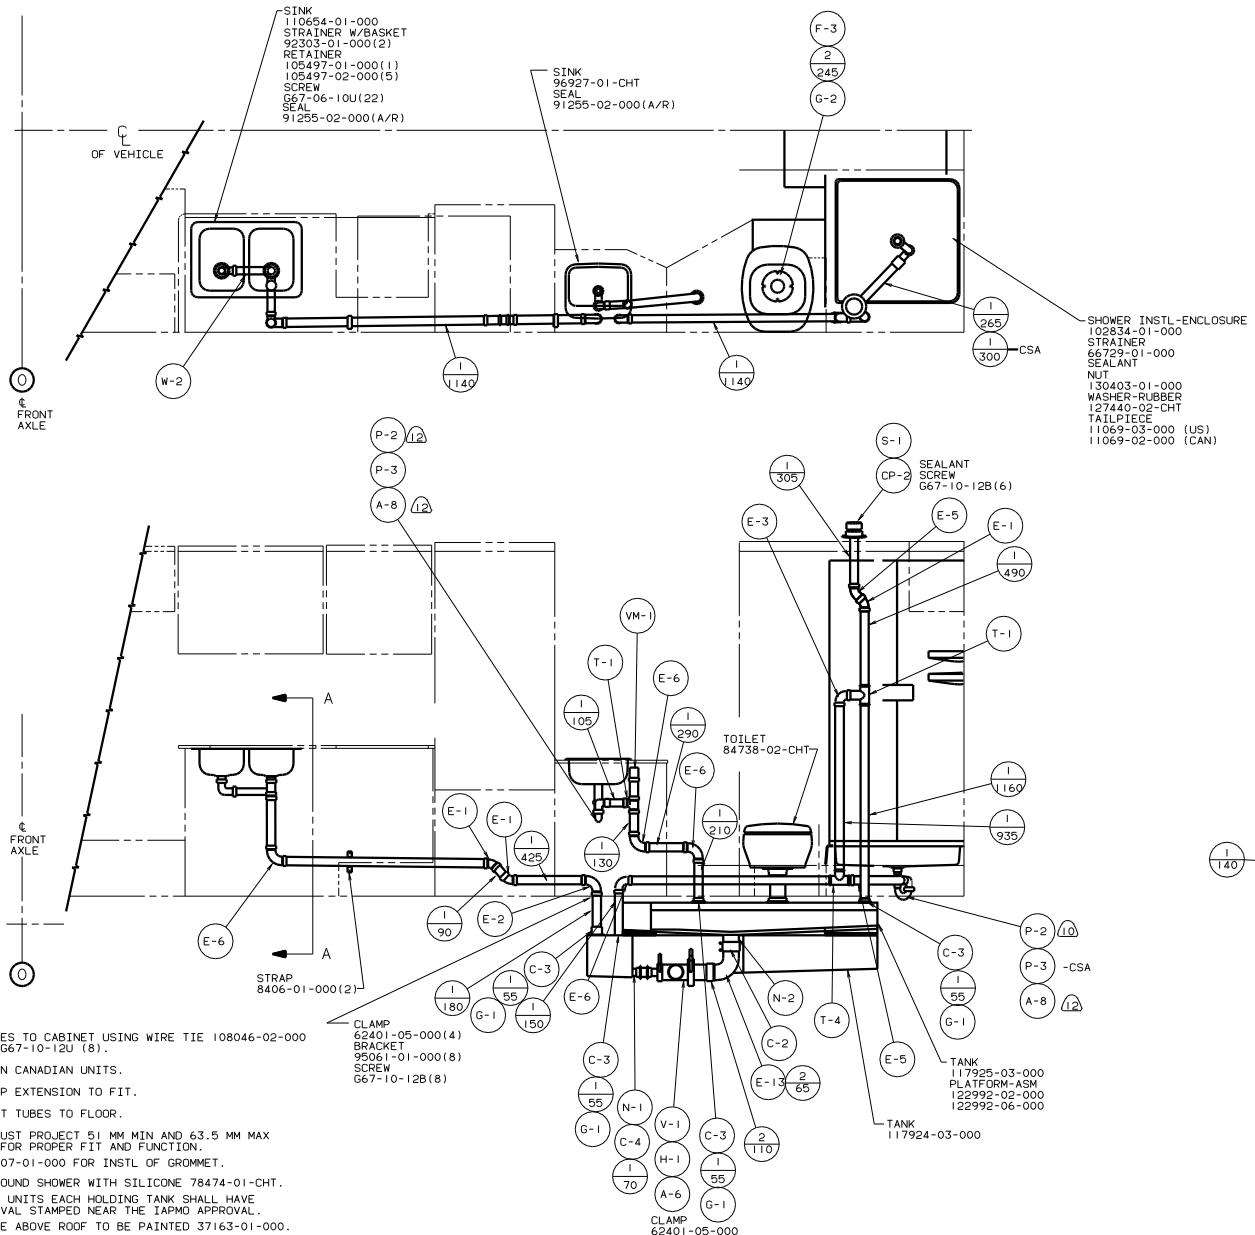 SINK
110654-01-000
STRAINER W/BASKET
92303-01-000(2)
RETAINER
105497-01-000(1)
105497-02-000(5)
SCREW
G67-06-10U(22)
SEAL
91255-02-000(A/R)
SINK
96927-01-CHT
SEAL
91255-02-000(A/R)
F-3
2
245
G-2
℄
OF VEHICLE
0
℄
FRONT
AXLE
W-2
1
1140
1
1140
1
265
1
300
CSA
SHOWER INSTL-ENCLOSURE
102834-01-000
STRAINER
66729-01-000
SEALANT
NUT
130403-01-000
WASHER-RUBBER
127440-02-CHT
TAILPIECE
11069-03-000 (US)
11069-02-000 (CAN)
P-2
12
P-3
A-8
12
S-1
CP-2
SEALANT
SCREW
G67-10-12B(6)
1
305
E-3
E-5
E-1
1
490
T-1
VM-1
T-1
E-6
1
105
1
290
E-6
TOILET
84738-02-CHT
A
A
1
1160
1
935
1
140
℄
FRONT
AXLE
0
E-1
E-1
1
425
1
130
1
210
1
90
E-2
E-6
STRAP
8406-01-000(2)
C-3
1
55
G-1
1
180
1
150
E-6
N-2
C-2
E-13
2
65
T-4
E-5
C-3
1
55
G-1
P-2
10
P-3
-CSA
A-8
12
CLAMP
62401-05-000(4)
BRACKET
95061-01-000(8)
SCREW
G67-10-12B(8)
C-3
1
55
G-1
N-1
C-4
1
70
V-1
H-1
A-6
CLAMP
62401-05-000
C-3
1
55
G-1
2
110
TANK
117925-03-000
PLATFORM-ASM
122992-02-000
122992-06-000
TANK
117924-03-000
ES TO CABINET USING WIRE TIE 108046-02-000
G67-10-12U (8).
N CANADIAN UNITS.
P EXTENSION TO FIT.
T TUBES TO FLOOR.
UST PROJECT 51 MM MIN AND 63.5 MM MAX
FOR PROPER FIT AND FUNCTION.
07-01-000 FOR INSTL OF GROMMET.
OUND SHOWER WITH SILICONE 78474-01-CHT.
UNITS EACH HOLDING TANK SHALL HAVE
VAL STAMPED NEAR THE IAPMO APPROVAL.
E ABOVE ROOF TO BE PAINTED 37163-01-000.